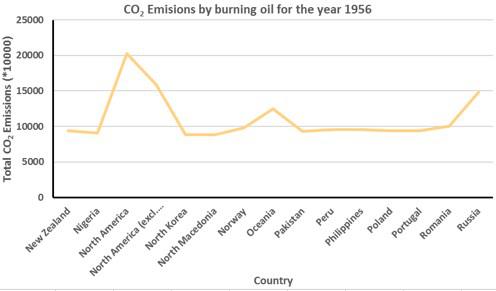 CO₂ Emisions by burning oil for the year 1956
Total CO₂ Emissions (*10000)
25000
20000
15000
10000
5000
0
New Zealand
Nigeria
North America
North America (excl....
North Korea
North Macedonia
Norway
Oceania
Pakistan
Peru
Philippines
Poland
Portugal
Romania
Russia
Country